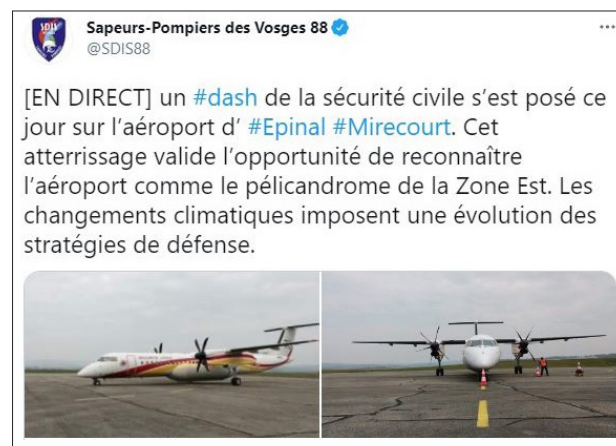 Sapeurs-Pompiers des Vosges 88
@SDIS88
[EN DIRECT] un #dash de la sécurité civile s’est posé ce
jour sur l’aéroport d’ #Epinal #Mirecourt. Cet
atterrissage valide l’opportunité de reconnaître
l’aéroport comme le pélicandrome de la Zone Est. Les
changements climatiques imposent une évolution des
stratégies de défense.